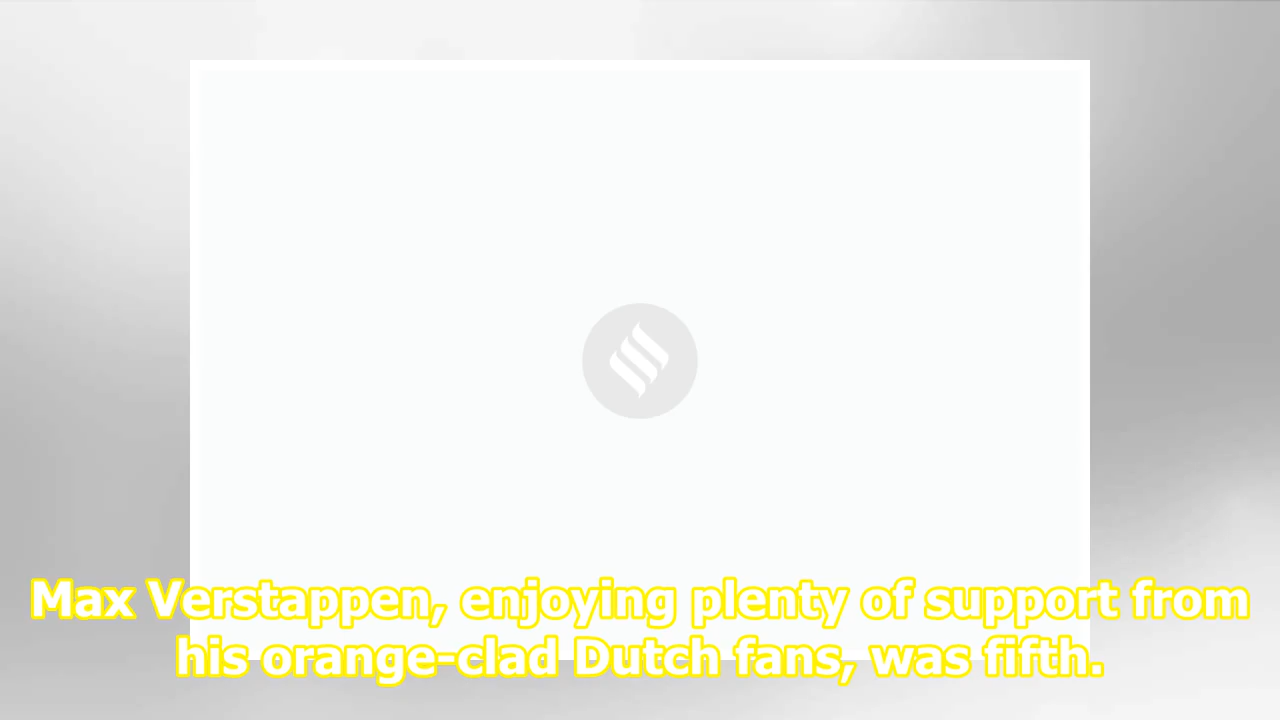 Max Verstappen, enjoying plenty of support from
his orange-clad Dutch fans, was fifth.